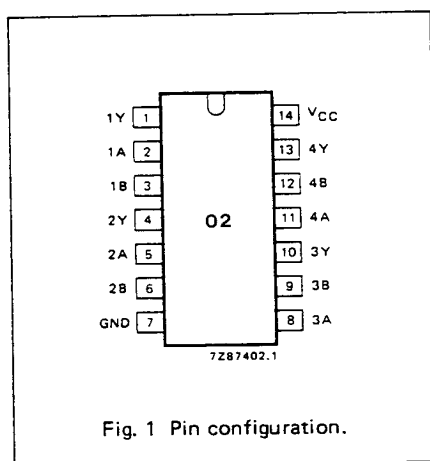 1Y 1 14 VCC
1A 2 13 4Y
1B 3 12 4B
2Y 4 02 11 4A
2A 5 10 3Y
2B 6 9 3B
GND 7 8 3A
7Z87402.1
Fig. 1 Pin configuration.